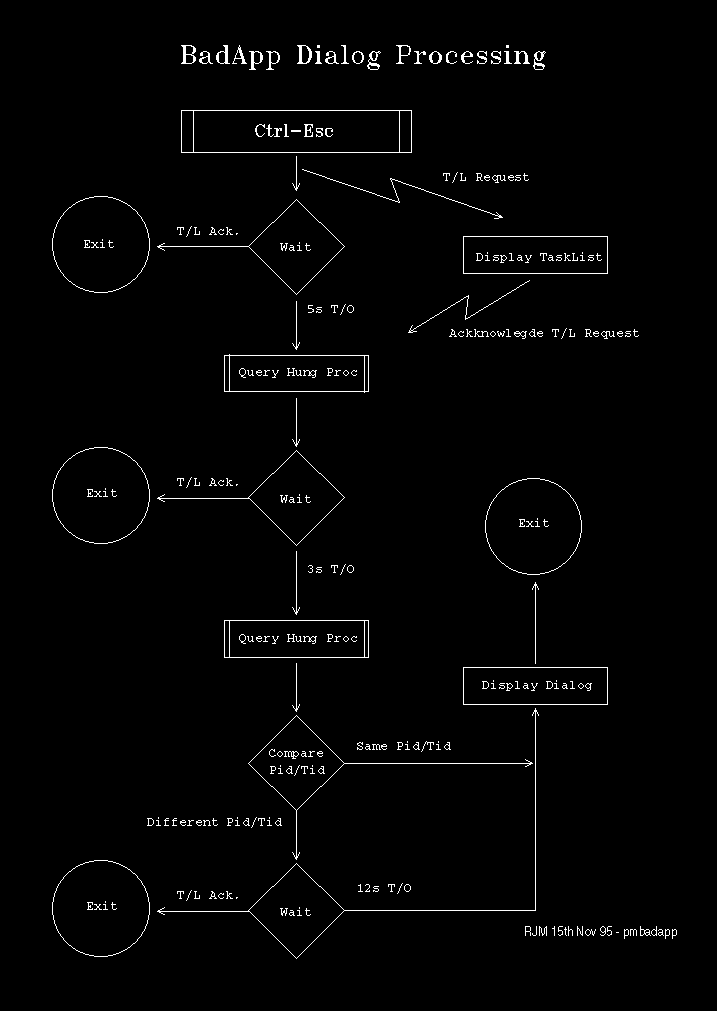 BadApp Dialog Processing
Ctrl-Esc
T/L Request
T/L Ack.
Exit
Wait
Display TaskList
5s T/O
Ackknowlegde T/L Request
Query Hung Proc
T/L Ack.
Exit
Wait
Exit
3s T/O
Query Hung Proc
Display Dialog
Same Pid/Tid
Compare
Pid/Tid
Different Pid/Tid
12s T/O
T/L Ack.
Exit
Wait
RJM 15th Nov 95 - pmbadapp